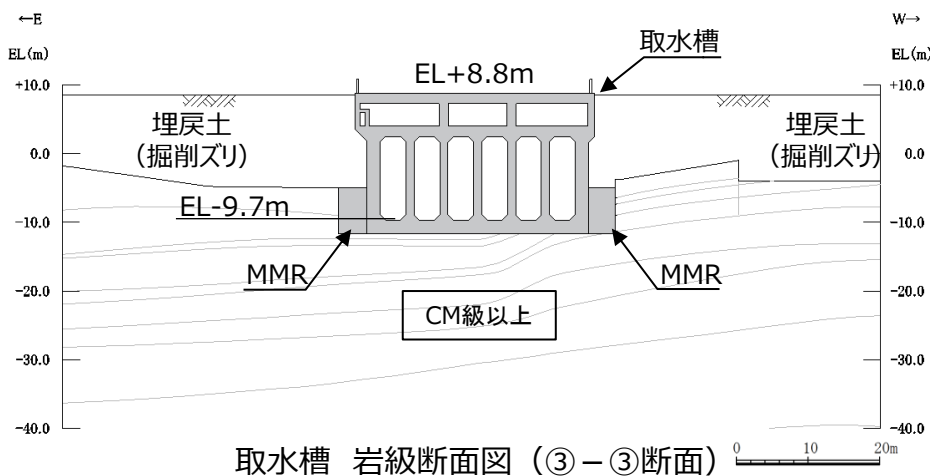 ←E
W→
EL(m)
EL(m)
取水槽
EL+8.8m
+10.0
0.0
-10.0
-20.0
-30.0
-40.0
+10.0
0.0
-10.0
-20.0
-30.0
-40.0
埋戻土
（掘削ズリ）
埋戻土
（掘削ズリ）
EL-9.7m
MMR
MMR
CM級以上
取水槽 岩級断面図（③－③断面）
0 10 20m